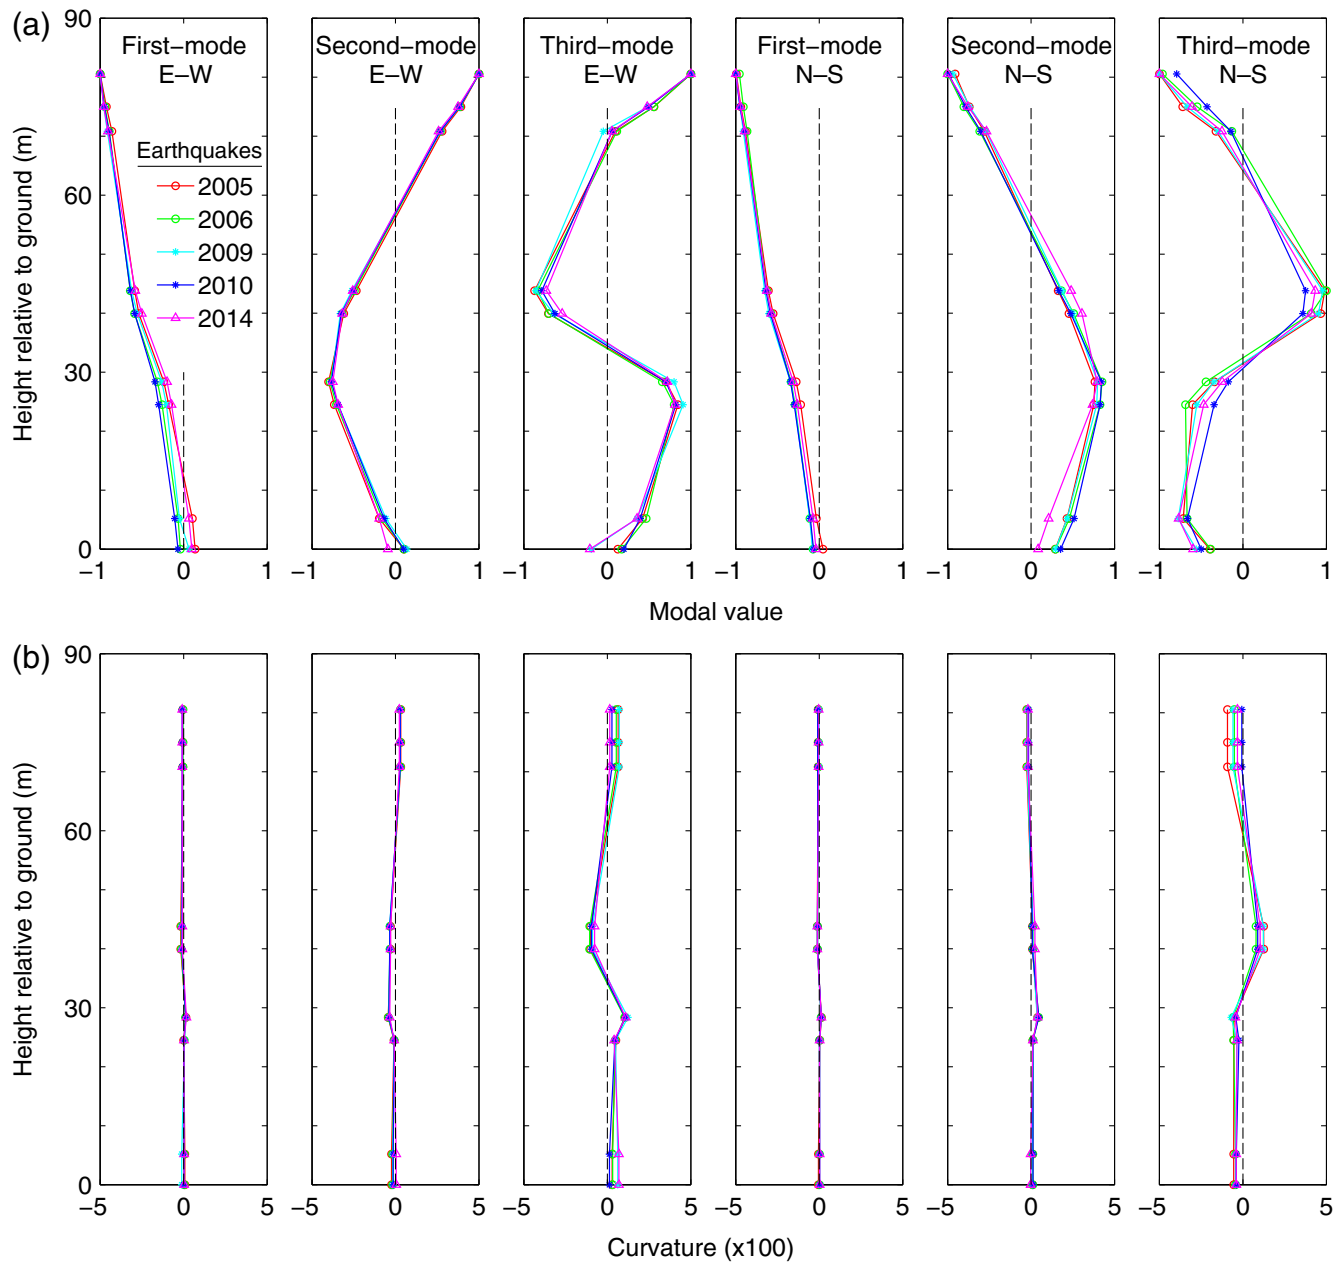 (a)
90
60
30
0
Height relative to ground (m)
First−mode
E−W
Second−mode
E−W
Third−mode
E−W
First−mode
N−S
Second−mode
N−S
Third−mode
N−S
Earthquakes
2005
2006
2009
2010
2014
−1 0 1 −1 0 1 −1 0 1 −1 0 1 −1 0 1 −1 0 1
Modal value
(b)
90
60
30
0
Height relative to ground (m)
−5 0 5 −5 0 5 −5 0 5 −5 0 5 −5 0 5 −5 0 5
Curvature (x100)